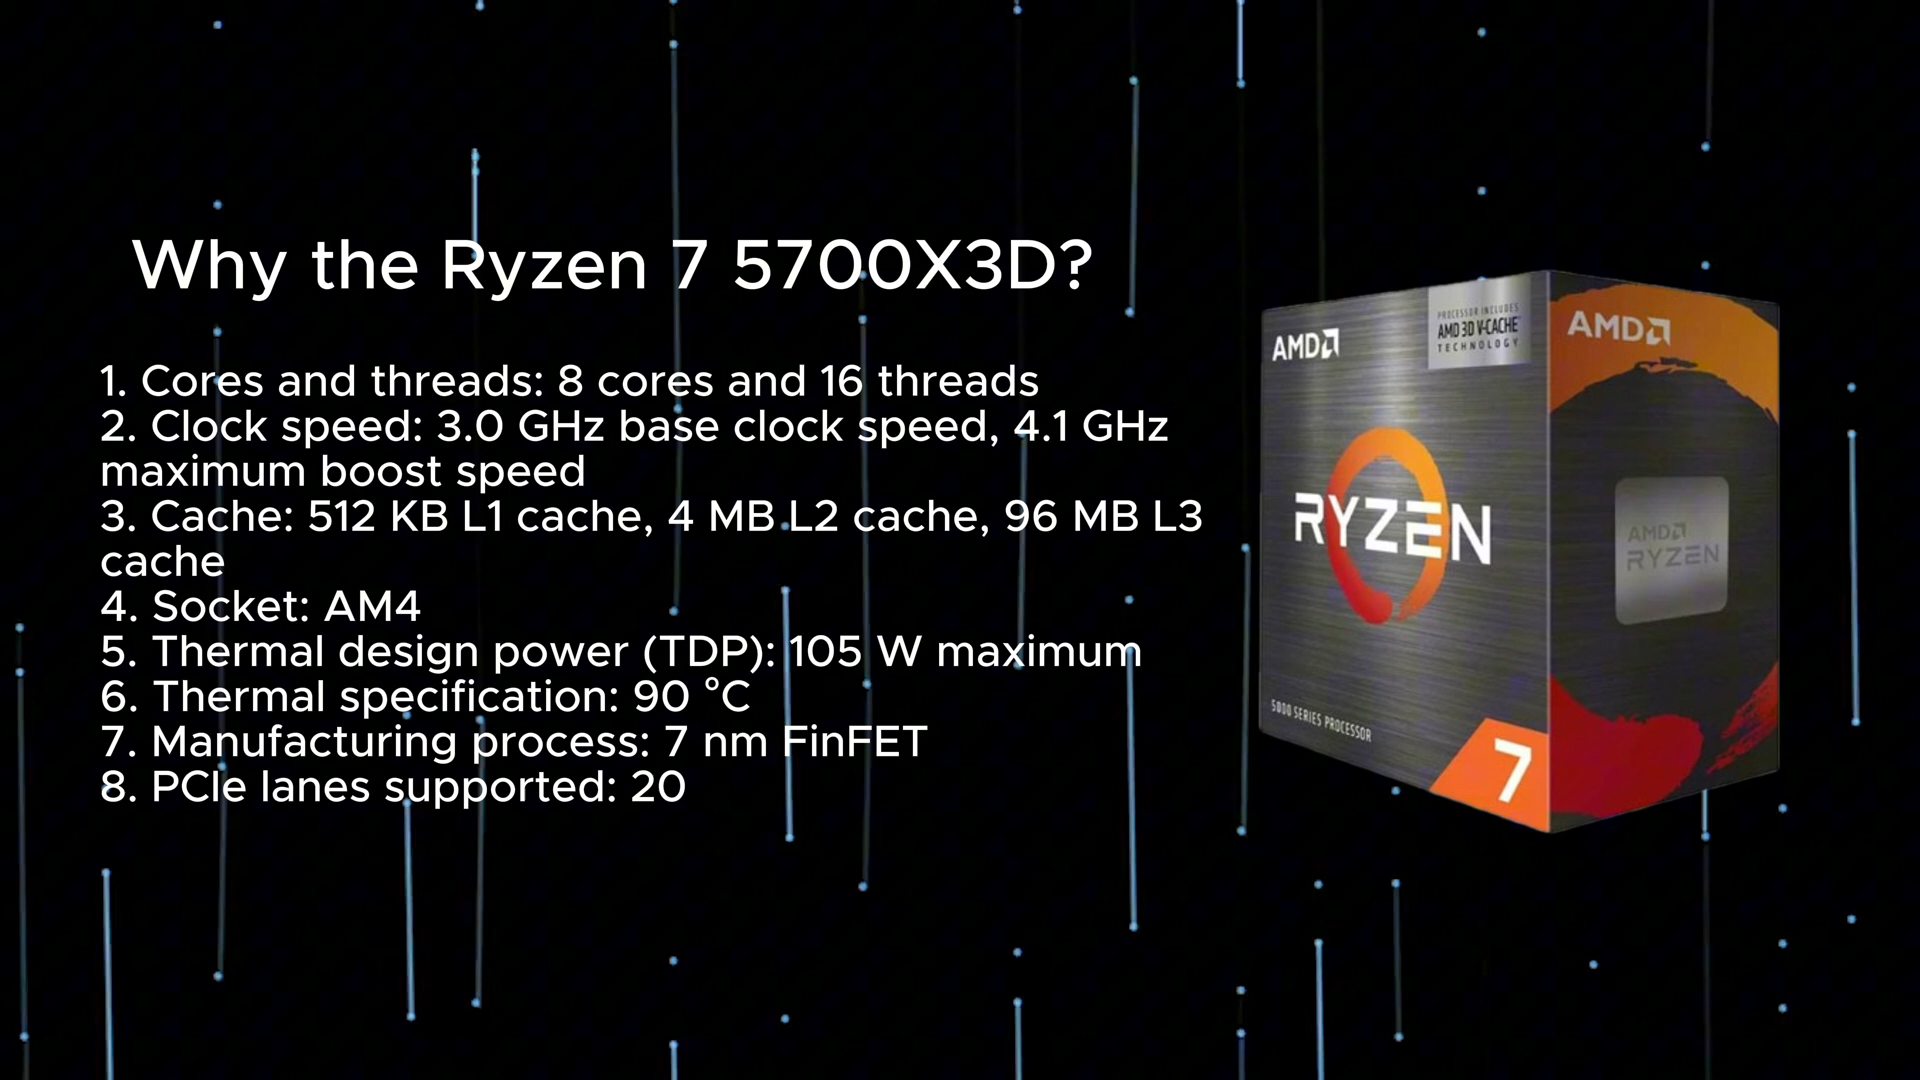 Why the Ryzen 7 5700X3D?
1. Cores and threads: 8 cores and 16 threads
2. Clock speed: 3.0 GHz base clock speed, 4.1 GHz
maximum boost speed
3. Cache: 512 KB L1 cache, 4 MB L2 cache, 96 MB L3
cache
4. Socket: AM4
5. Thermal design power (TDP): 105 W maximum
6. Thermal specification: 90 °C
7. Manufacturing process: 7 nm FinFET
8. PCIe lanes supported: 20
AMD
PROCESSOR INCLUDES
AMD 3D V-CACHE
TECHNOLOGY
RYZEN
5000 SERIES PROCESSOR
7
AMD
AMD
RYZEN